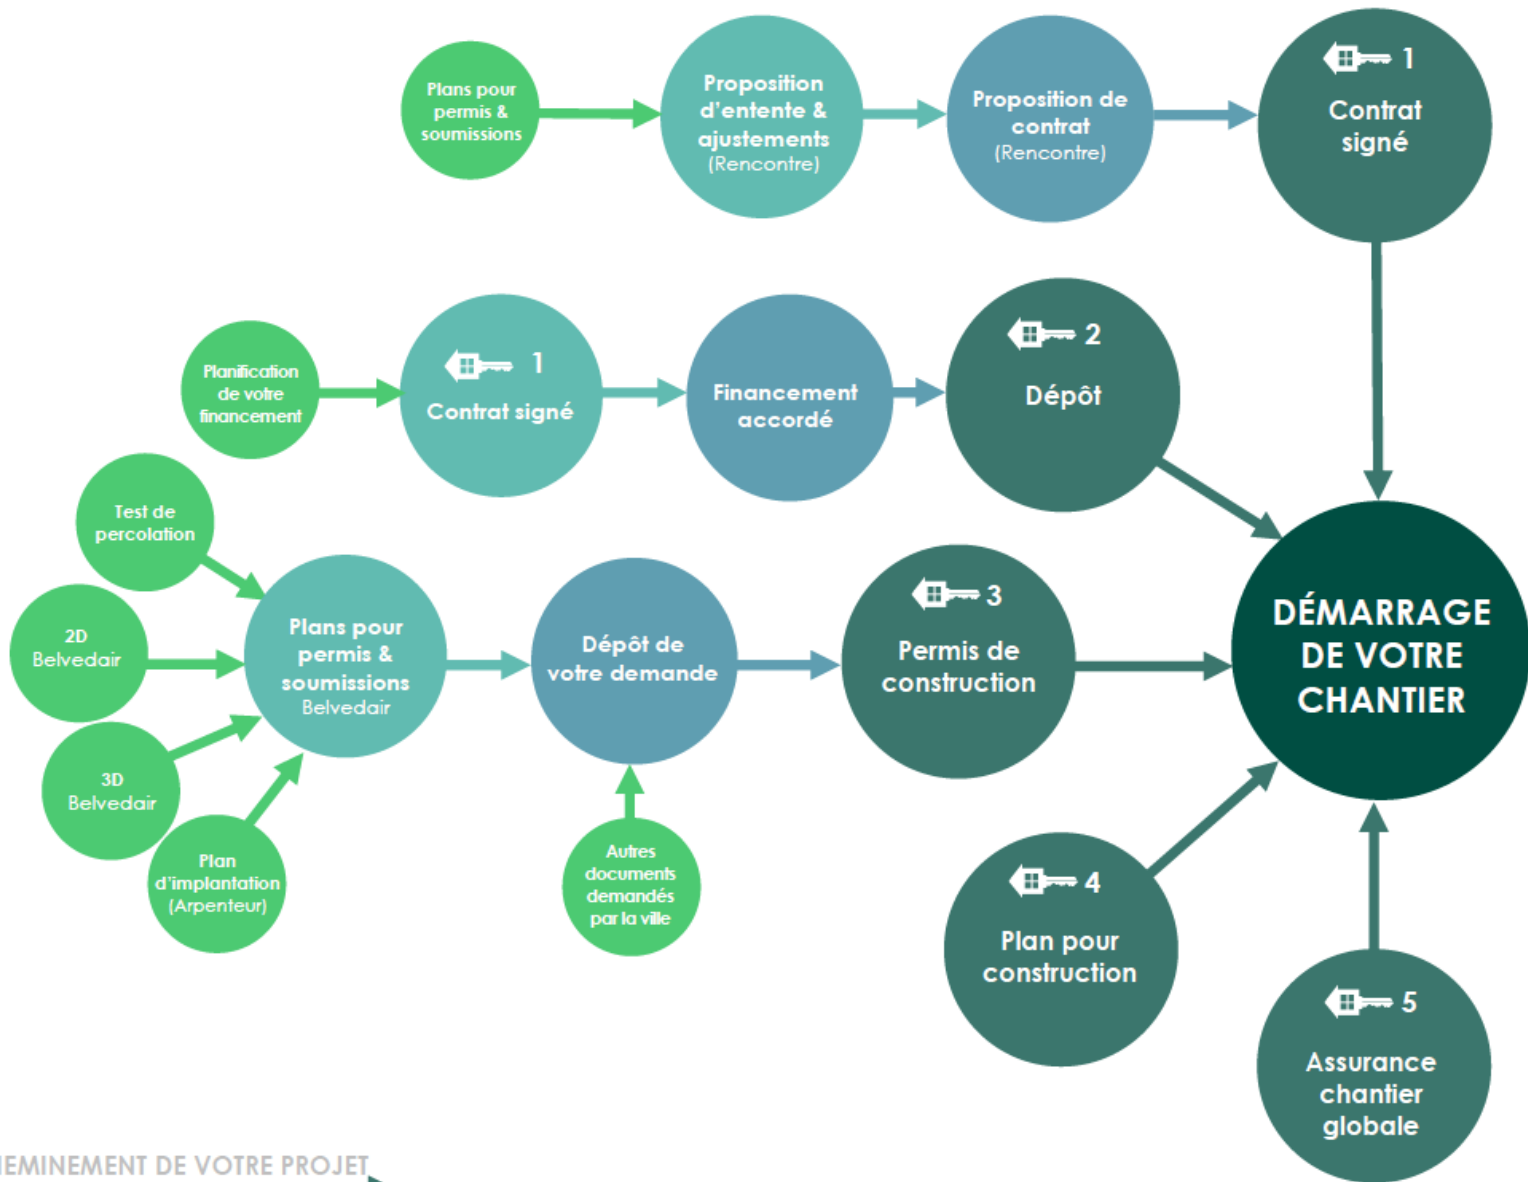 Plans pour
permis &
soumissions
Proposition
d'entente &
ajustements
(Rencontre)
Proposition de
contrat
(Rencontre)
1
Contrat
signé
Planification
de votre
financement
1
Contrat signé
Financement
accordé
2
Dépôt
Test de
percolation
2D
Belvedair
3D
Belvedair
Plan
d'implantation
(Arpenteur)
Plans pour
permis &
soumissions
Belvedair
Dépôt de
votre demande
Autres
documents
demandés
par la ville
3
Permis de
construction
4
Plan pour
construction
5
Assurance
chantier
globale
DÉMARRAGE
DE VOTRE
CHANTIER
HEMINEMENT DE VOTRE PROJET